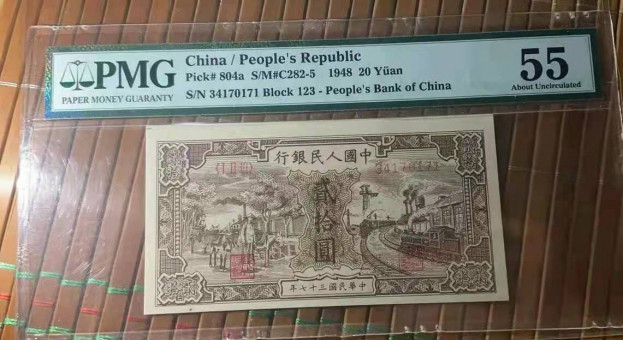 PMG
PAPER MONEY GUARANTY
China / People's Republic
Pick# 804a S/M#C282-5 1948 20 Yüan
S/N 34170171 Block 123 - People's Bank of China
55
About Uncirculated
行銀民人國中
34170171
貳拾圓
年七十三國民華中